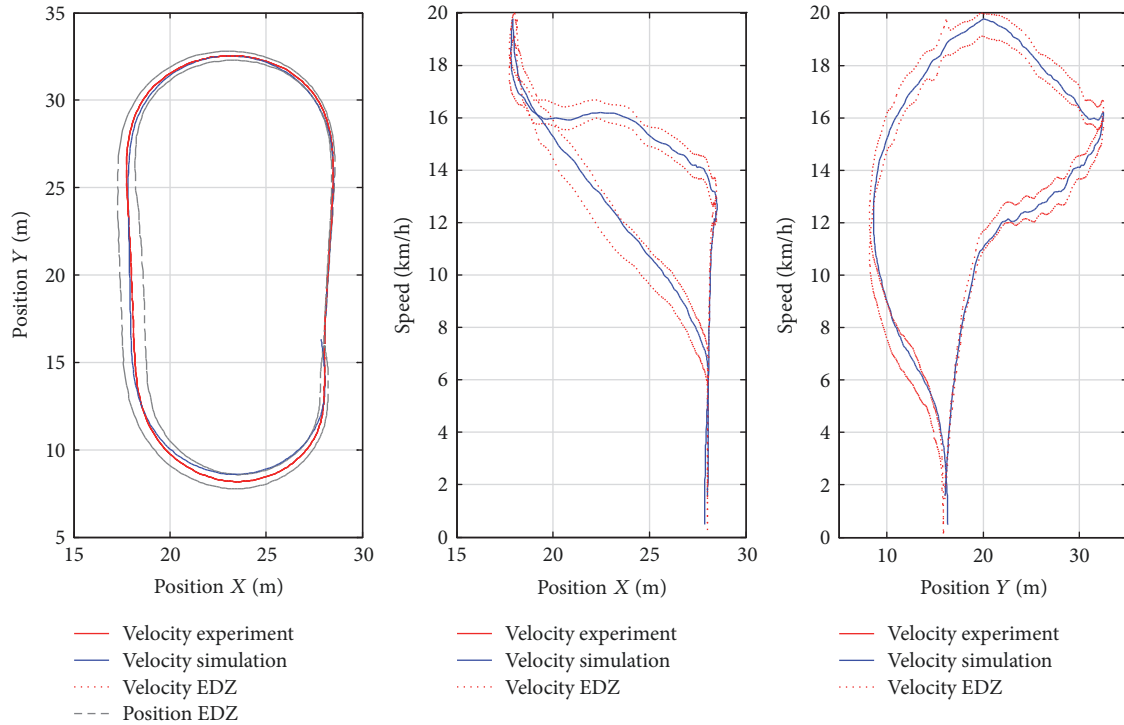 35
30
25
20
15
10
5
Position Y (m)
15 20 25 30
Position X (m)
Velocity experiment
Velocity simulation
Velocity EDZ
Position EDZ
20
18
16
14
12
10
8
6
4
2
0
Speed (km/h)
15 20 25 30
Position X (m)
Velocity experiment
Velocity simulation
Velocity EDZ
20
18
16
14
12
10
8
6
4
2
0
Speed (km/h)
10 20 30
Position Y (m)
Velocity experiment
Velocity simulation
Velocity EDZ